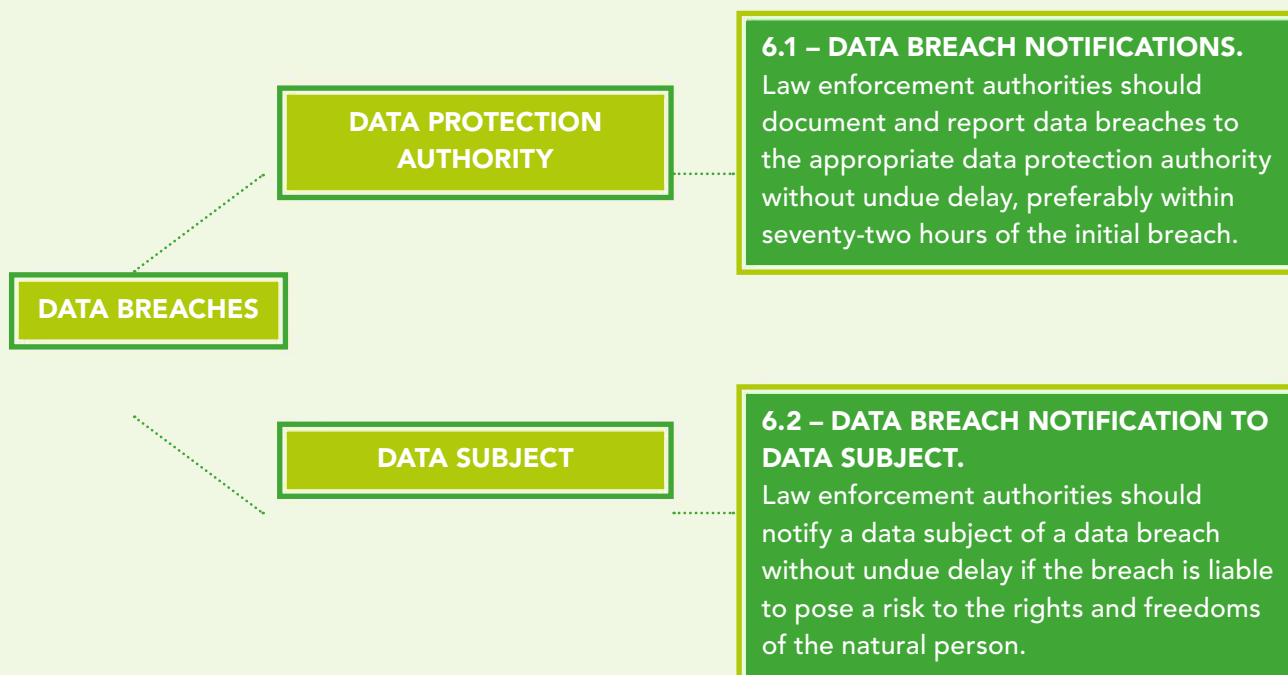 DATA BREACHES
DATA PROTECTION
AUTHORITY
6.1 – DATA BREACH NOTIFICATIONS.
Law enforcement authorities should
document and report data breaches to
the appropriate data protection authority
without undue delay, preferably within
seventy-two hours of the initial breach.
DATA SUBJECT
6.2 – DATA BREACH NOTIFICATION TO
DATA SUBJECT.
Law enforcement authorities should
notify a data subject of a data breach
without undue delay if the breach is liable
to pose a risk to the rights and freedoms
of the natural person.